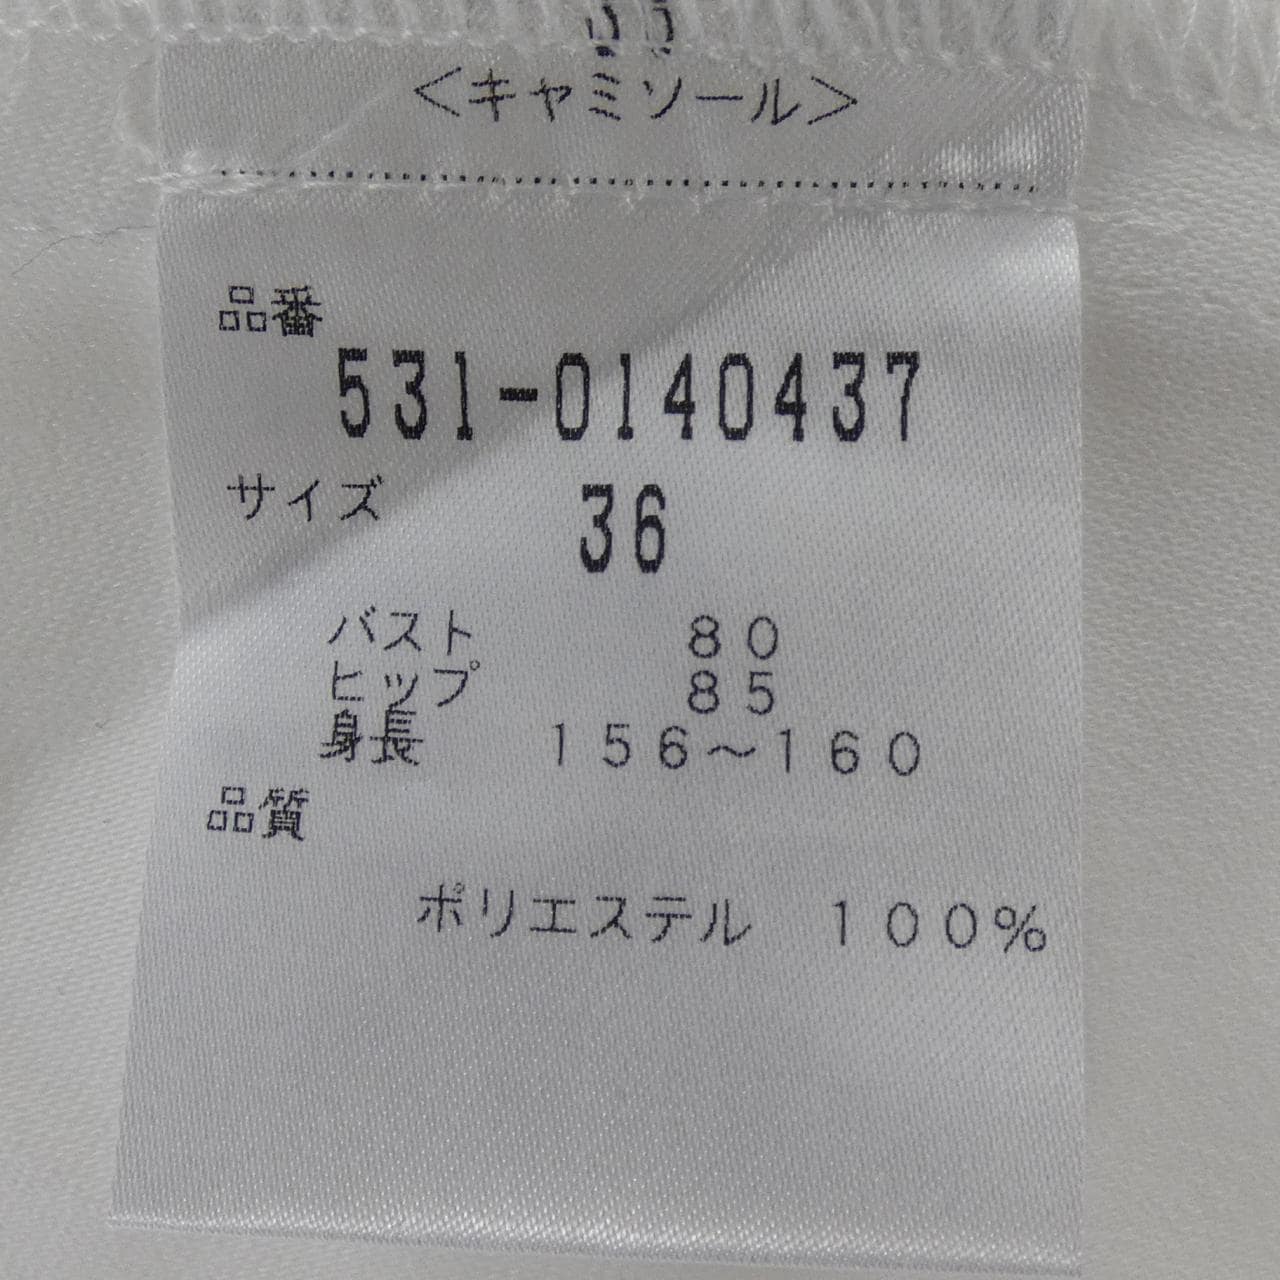 ＜キャミソール＞
品番
531-0140437
サイズ 36
バスト 80
ヒップ 85
身長 156〜160
品質
ポリエステル 100%